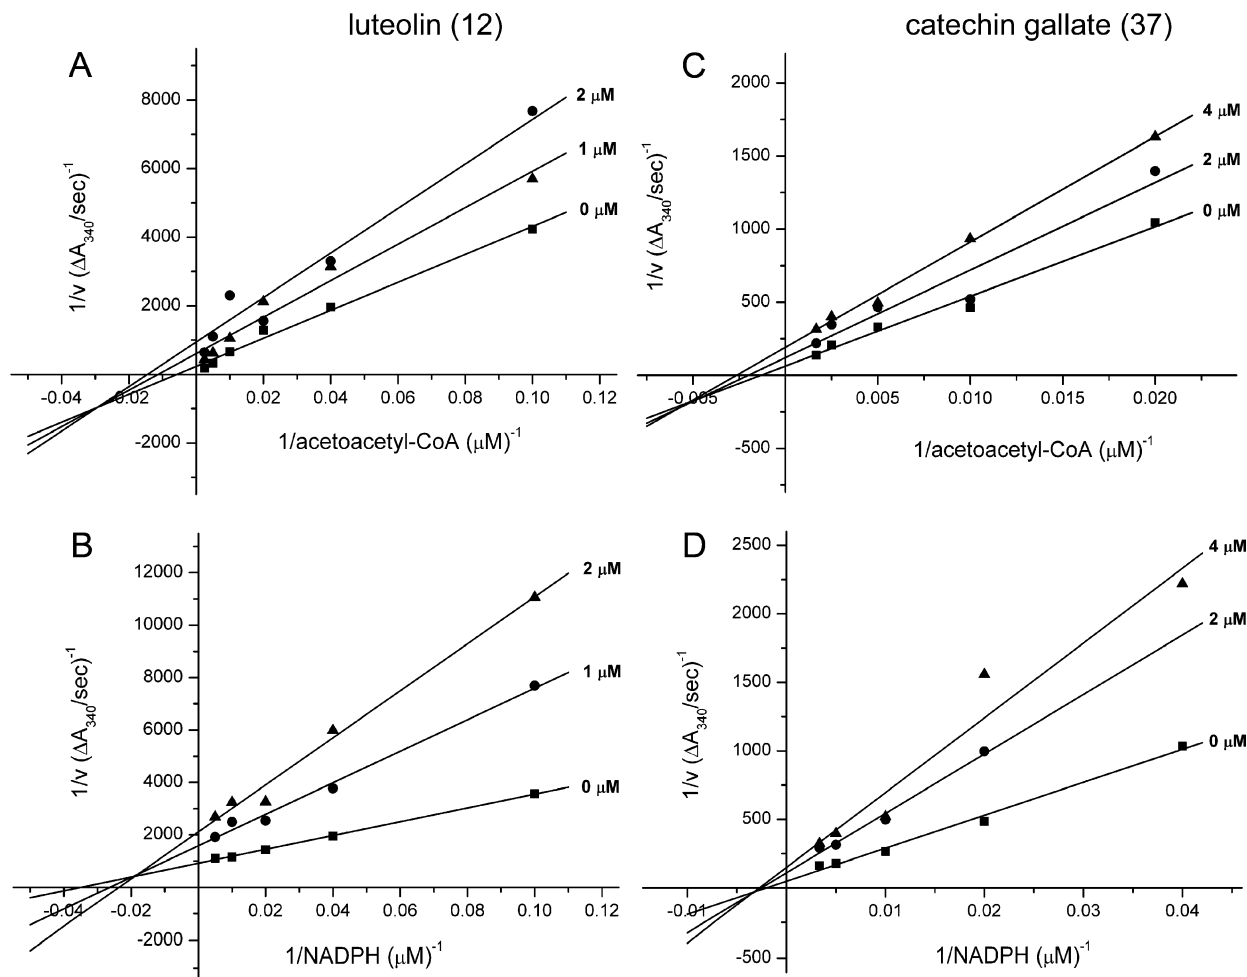 luteolin (12)
catechin gallate (37)
A
8000
6000
4000
2000
-2000
-0.04
-0.02
0.02
0.04
0.06
0.08
0.10
0.12
2 μM
1 μM
0 μM
1/v (ΔA340/sec)-1
1/acetoacetyl-CoA (μM)-1
C
2000
1500
1000
500
-500
-0.005
0.005
0.010
0.015
0.020
4 μM
2 μM
0 μM
1/v (ΔA340/sec)-1
1/acetoacetyl-CoA (μM)-1
B
12000
10000
8000
6000
4000
2000
-2000
-0.04
-0.02
0.02
0.04
0.06
0.08
0.10
0.12
2 μM
1 μM
0 μM
1/v (ΔA340/sec)-1
1/NADPH (μM)-1
D
2500
2000
1500
1000
500
-500
-0.01
0.01
0.02
0.03
0.04
4 μM
2 μM
0 μM
1/v (ΔA340/sec)-1
1/NADPH (μM)-1